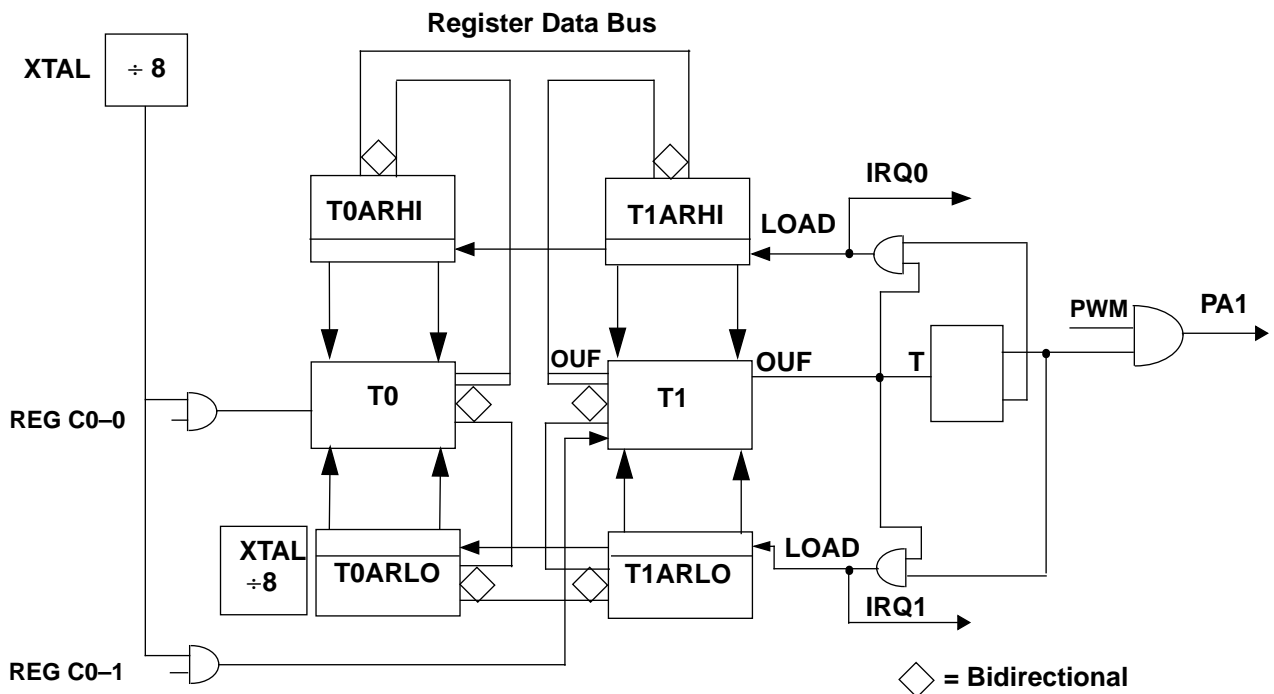 Register Data Bus
XTAL
÷ 8
IRQ0
T0ARHI
T1ARHI
LOAD
PWM
PA1
OUF
OUF
T
T0
T1
REG C0–0
XTAL
÷8
T0ARLO
T1ARLO
LOAD
IRQ1
REG C0–1
= Bidirectional